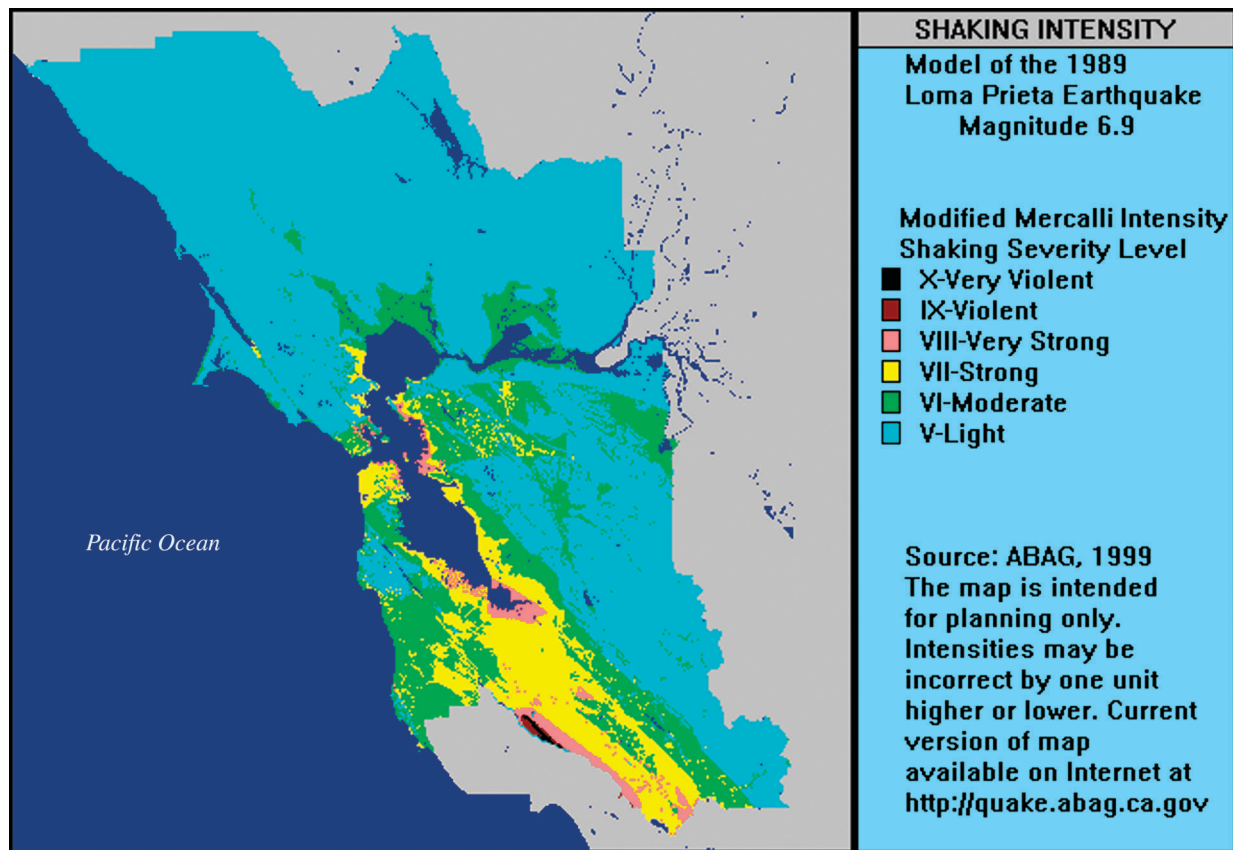 SHAKING INTENSITY
Model of the 1989
Loma Prieta Earthquake
Magnitude 6.9
Modified Mercalli Intensity
Shaking Severity Level
X-Very Violent
IX-Violent
VIII-Very Strong
VII-Strong
VI-Moderate
V-Light
Pacific Ocean
Source: ABAG, 1999
The map is intended
for planning only.
Intensities may be
incorrect by one unit
higher or lower. Current
version of map
available on Internet at
http://quake.abag.ca.gov